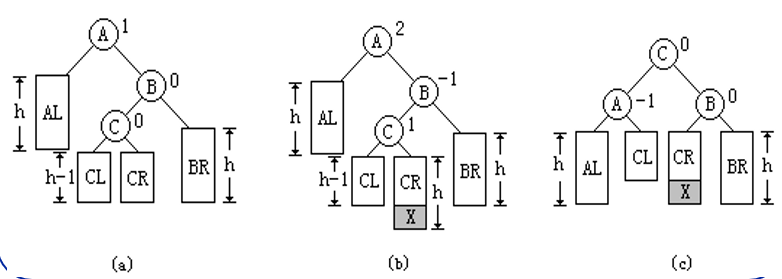 A 1
B 0
C 0
h AL
h-1 CL CR BR h
(a)
A 2
B -1
C 1
h AL
h-1 CL CR h BR h
X
(b)
C 0
A -1 B 0
h AL CL CR BR h
X
(c)